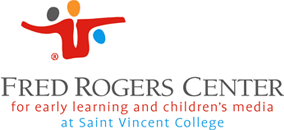 ®
FRED ROGERS CENTER
for early learning and children's media
at Saint Vincent College